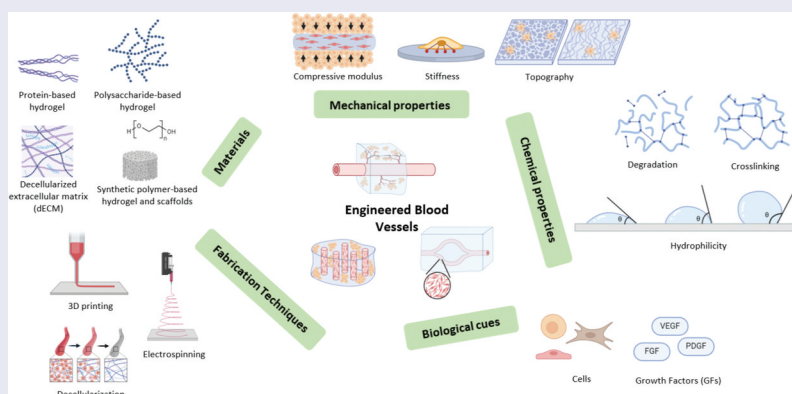 Compressive modulus
Stiffness
Topography
Mechanical properties
Protein-based
hydrogel
Polysaccharide-based
hydrogel
H
O
OH
n
Decellularized
extracellular matrix
(dECM)
Synthetic polymer-based
hydrogel and scaffolds
Materials
Chemical properties
Degradation
Crosslinking
θ
θ
θ
Hydrophilicity
Engineered Blood
Vessels
Fabrication Techniques
3D printing
Electrospinning
Decellularization
Biological cues
Cells
VEGF
FGF
PDGF
Growth Factors (GFs)